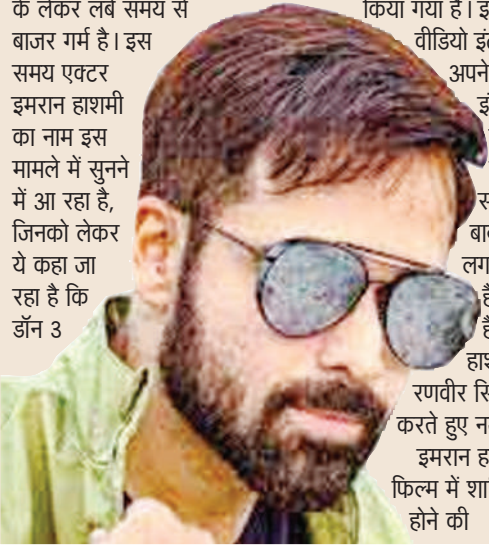 के लेकर लंबे समय से
बाजर गर्म है। इस
समय एक्टर
इमरान हाशमी
का नाम इस
मामले में सुनने
में आ रहा है,
जिनको लेकर
ये कहा जा
रहा है कि
डॉन 3
किया गया है।
वीडियो
अपने
रणवीर
करते हुए
इमरान
फिल्म में
होने की